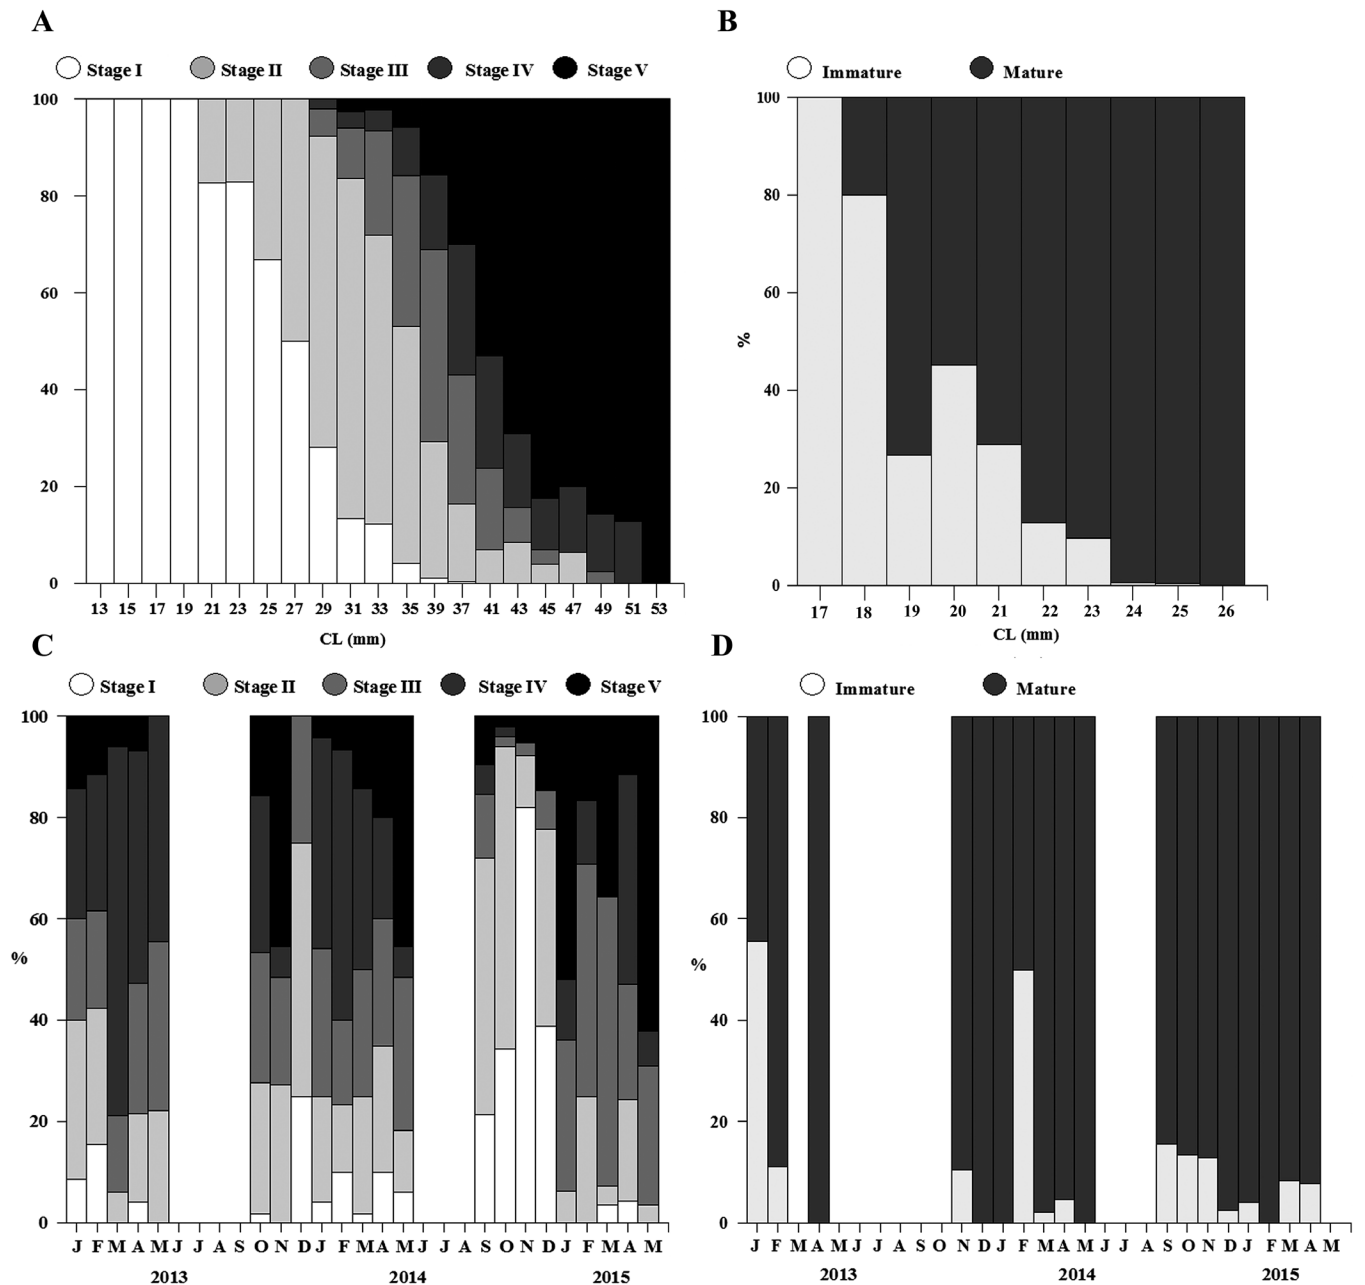 A
B
Stage I Stage II Stage III Stage IV Stage V
Immature Mature
100
80
60
40
20
0
13 15 17 19 21 23 25 27 29 31 33 35 39 37 41 43 45 47 49 51 53
CL (mm)
100
80
60
40
20
0
%
17 18 19 20 21 22 23 24 25 26
CL (mm)
C
D
Stage I Stage II Stage III Stage IV Stage V
Immature Mature
100
80
60
40
20
0
%
J F M A M J J A S O N D J F M A M J J A S O N D J F M A M
2013 2014 2015
100
80
60
40
20
0
%
J F M A M J J A S O N D J F M A M J J A S O N D J F M A M
2013 2014 2015